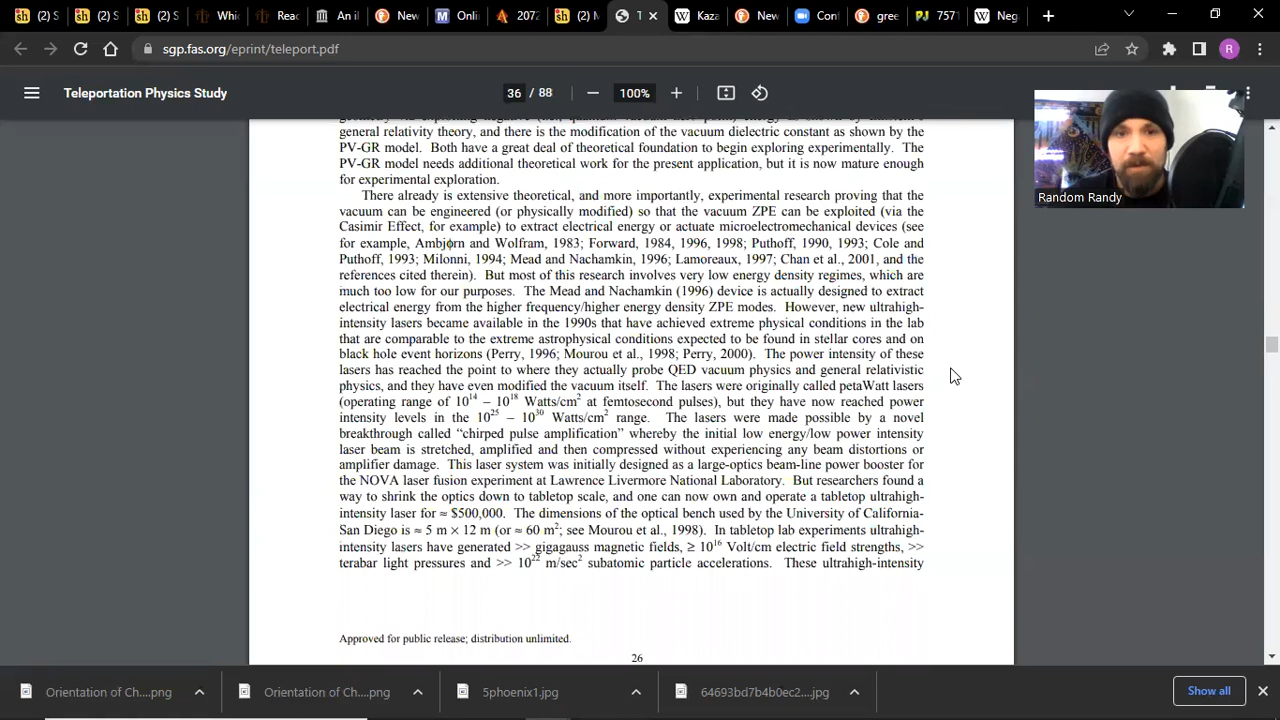 (2) S
(2) S
(2) S
Whi
Reac
An il
New
Onli
2072
(2) M
T
Kaza
New
Conf
gree
7571
Neg
sgp.fas.org/eprint/teleport.pdf
R
Teleportation Physics Study
36 / 88
100%
general relativity theory, and there is the modification of the vacuum dielectric constant as shown by the
PV-GR model. Both have a great deal of theoretical foundation to begin exploring experimentally. The
PV-GR model needs additional theoretical work for the present application, but it is now mature enough
for experimental exploration.
There already is extensive theoretical, and more importantly, experimental research proving that the
vacuum can be engineered (or physically modified) so that the vacuum ZPE can be exploited (via the
Casimir Effect, for example) to extract electrical energy or actuate microelectromechanical devices (see
for example, Ambjφrn and Wolfram, 1983; Forward, 1984, 1996, 1998; Puthoff, 1990, 1993; Cole and
Puthoff, 1993; Milonni, 1994; Mead and Nachamkin, 1996; Lamoreaux, 1997; Chan et al., 2001, and the
references cited therein). But most of this research involves very low energy density regimes, which are
much too low for our purposes. The Mead and Nachamkin (1996) device is actually designed to extract
electrical energy from the higher frequency/higher energy density ZPE modes. However, new ultrahigh-
intensity lasers became available in the 1990s that have achieved extreme physical conditions in the lab
that are comparable to the extreme astrophysical conditions expected to be found in stellar cores and on
black hole event horizons (Perry, 1996; Mourou et al., 1998; Perry, 2000). The power intensity of these
lasers has reached the point to where they actually probe QED vacuum physics and general relativistic
physics, and they have even modified the vacuum itself. The lasers were originally called petaWatt lasers
(operating range of 10¹⁴ – 10¹⁸ Watts/cm² at femtosecond pulses), but they have now reached power
intensity levels in the 10²⁵ – 10³⁰ Watts/cm² range. The lasers were made possible by a novel
breakthrough called “chirped pulse amplification” whereby the initial low energy/low power intensity
laser beam is stretched, amplified and then compressed without experiencing any beam distortions or
amplifier damage. This laser system was initially designed as a large-optics beam-line power booster for
the NOVA laser fusion experiment at Lawrence Livermore National Laboratory. But researchers found a
way to shrink the optics down to tabletop scale, and one can now own and operate a tabletop ultrahigh-
intensity laser for ≈ $500,000. The dimensions of the optical bench used by the University of California-
San Diego is ≈ 5 m × 12 m (or ≈ 60 m²; see Mourou et al., 1998). In tabletop lab experiments ultrahigh-
intensity lasers have generated >> gigagauss magnetic fields, ≥ 10¹⁶ Volt/cm electric field strengths, >>
terabar light pressures and >> 10²² m/sec² subatomic particle accelerations. These ultrahigh-intensity
Approved for public release; distribution unlimited.
26
Random Randy
Orientation of Ch....png
Orientation of Ch....png
5phoenix1.jpg
64693bd7b4b0ec2....jpg
Show all